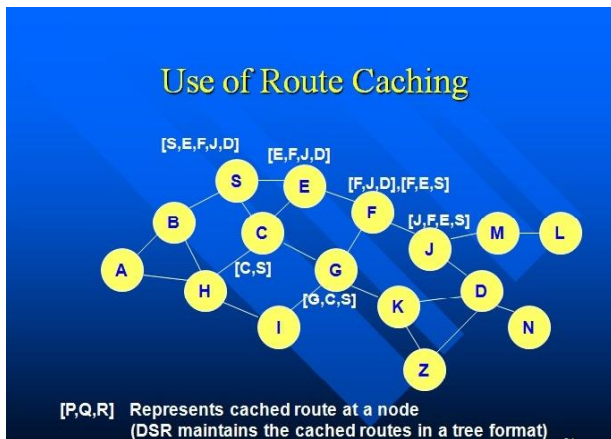 Use of Route Caching
[S,E,F,J,D]
[E,F,J,D]
[F,J,D],[F,E,S]
S
E
[J,F,E,S]
B
C
F
M
L
J
A
[C,S]
G
H
[G,C,S]
D
K
I
N
Z
[P,Q,R] Represents cached route at a node
(DSR maintains the cached routes in a tree format)